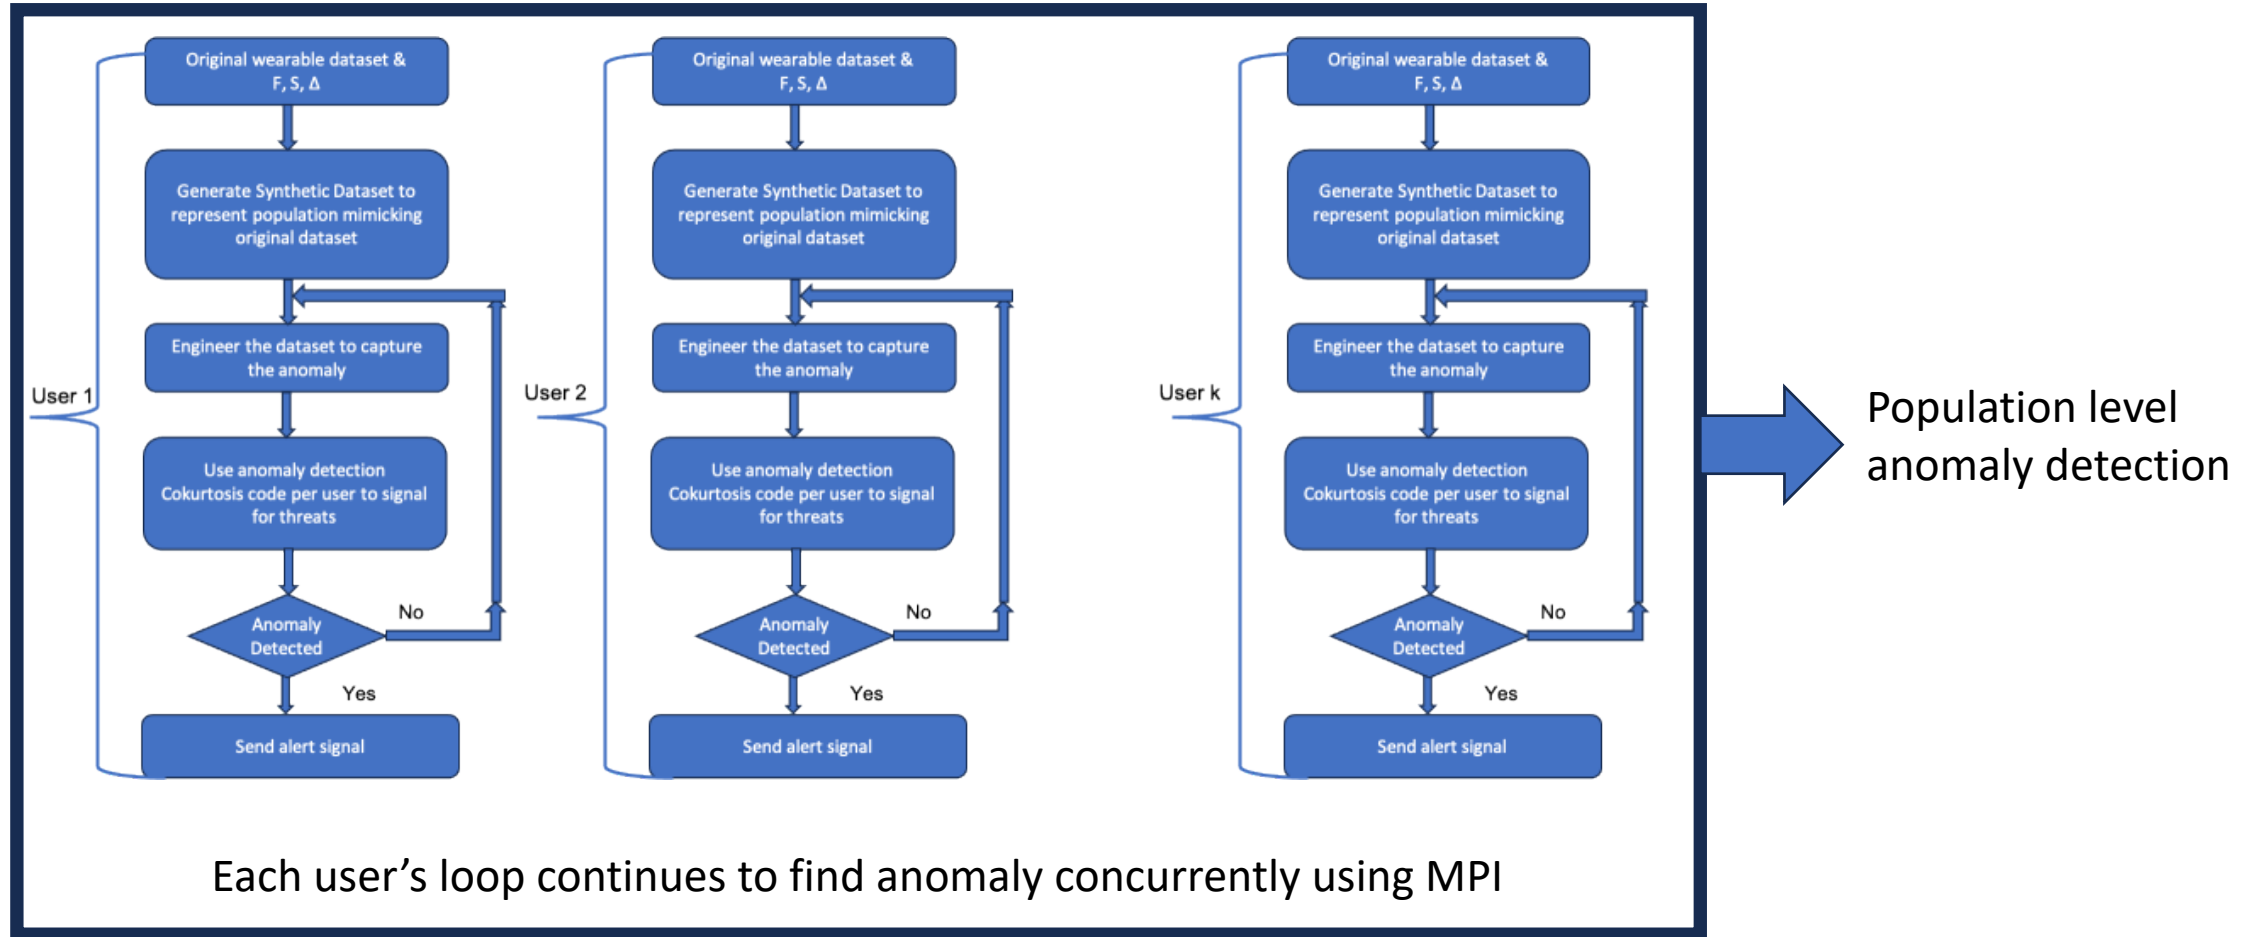 User 1
Original wearable dataset &
F, S, Δ
Generate Synthetic Dataset to
represent population mimicking
original dataset
Engineer the dataset to capture
the anomaly
Use anomaly detection
Cokurtosis code per user to signal
for threats
Anomaly
Detected
No
Yes
Send alert signal
User 2
Original wearable dataset &
F, S, Δ
Generate Synthetic Dataset to
represent population mimicking
original dataset
Engineer the dataset to capture
the anomaly
Use anomaly detection
Cokurtosis code per user to signal
for threats
Anomaly
Detected
No
Yes
Send alert signal
User k
Original wearable dataset &
F, S, Δ
Generate Synthetic Dataset to
represent population mimicking
original dataset
Engineer the dataset to capture
the anomaly
Use anomaly detection
Cokurtosis code per user to signal
for threats
Anomaly
Detected
No
Yes
Send alert signal
Each user’s loop continues to find anomaly concurrently using MPI
Population level
anomaly detection